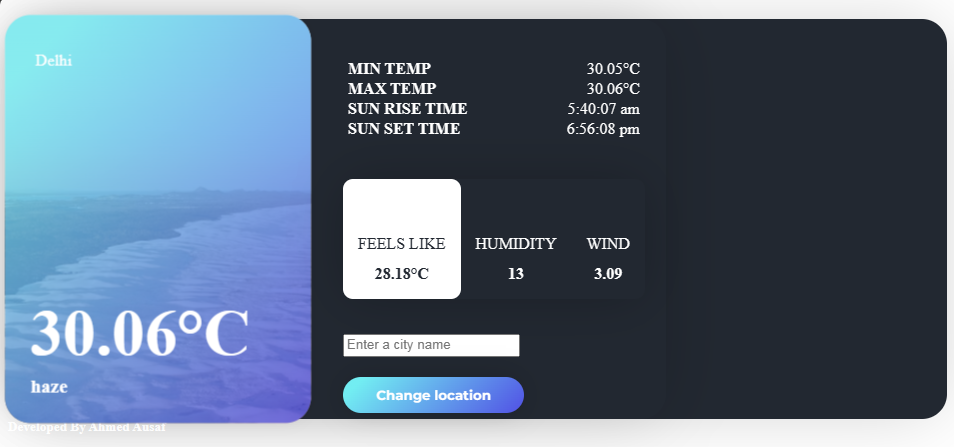 Delhi
30.06°C
haze
Developed By Ahmed Ausaf
MIN TEMP 30.05°C
MAX TEMP 30.06°C
SUN RISE TIME 5:40:07 am
SUN SET TIME 6:56:08 pm
FEELS LIKE HUMIDITY WIND
28.18°C 13 3.09
Enter a city name
Change location